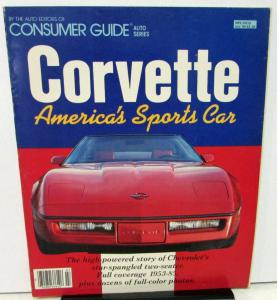 BY THE AUTO EDITORS OF
CONSUMER GUIDE AUTO SERIES
Corvette
America's Sports Car
The high-powered story of Chevrolet's
star-spangled two-seater.
Full coverage 1953-85,
plus dozens of full-color photos.